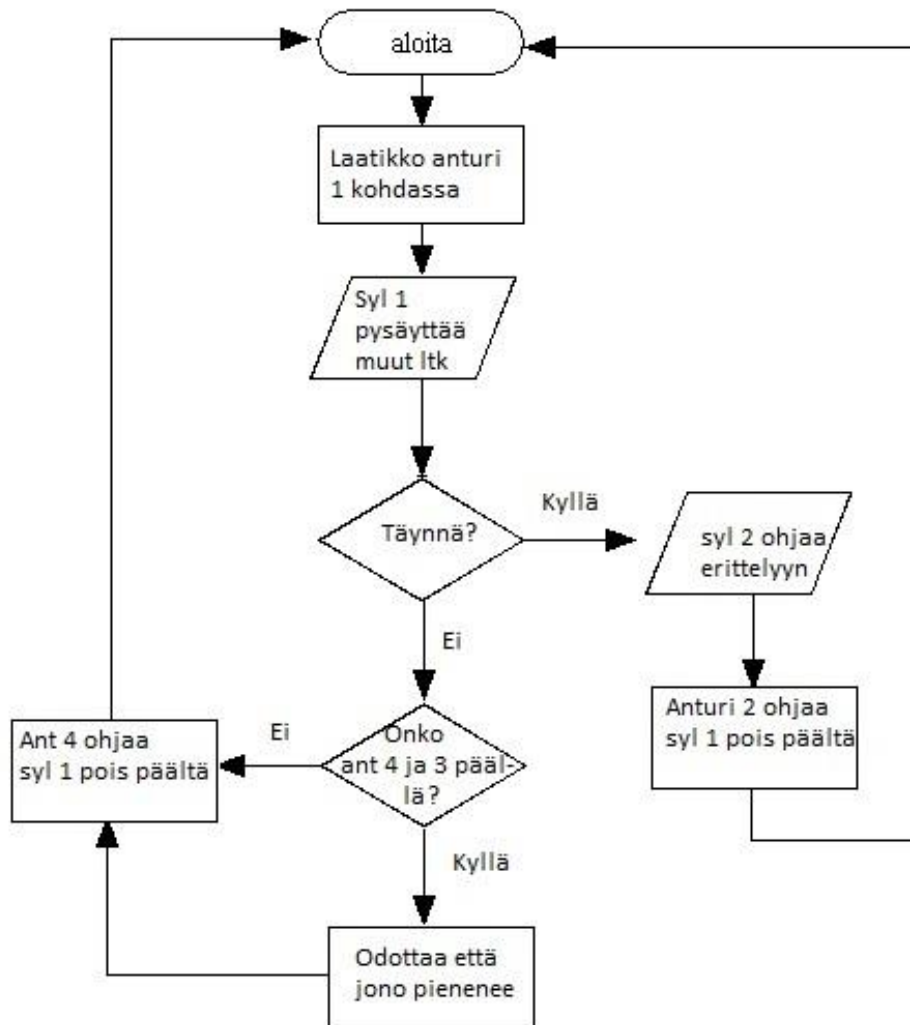 aloita
Laatikko anturi
1 kohdassa
Syl 1
pysäyttää
muut ltk
Täynnä?
Kyllä
syl 2 ohjaa
erittelyyn
Ei
Anturi 2 ohjaa
syl 1 pois päältä
Onko
ant 4 ja 3 pääl-
lä?
Ei
Ant 4 ohjaa
syl 1 pois päältä
Kyllä
Odottaa että
jono pienenee